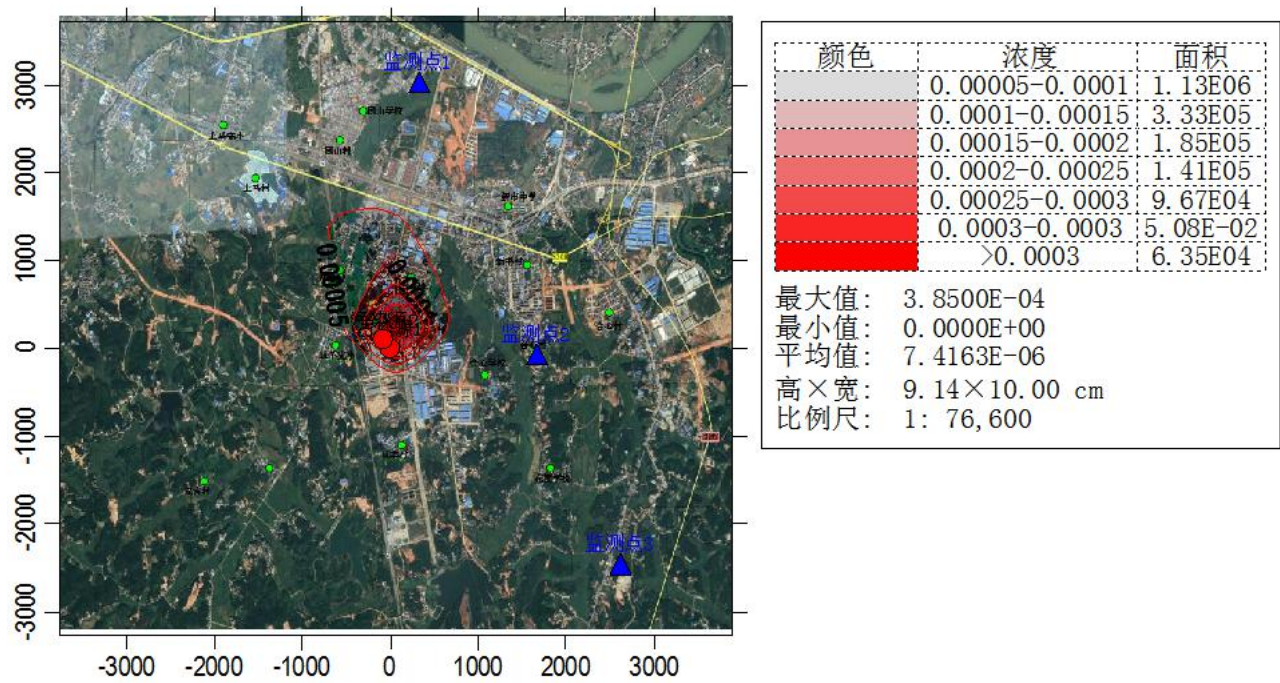 3000
2000
1000
0
-1000
-2000
-3000
-3000 -2000 -1000 0 1000 2000 3000
监测点1
监测点2
监测点3
0.00005
颜色 浓度 面积
0.00005-0.0001 1.13E06
0.0001-0.00015 3.33E05
0.00015-0.0002 1.85E05
0.0002-0.00025 1.41E05
0.00025-0.0003 9.67E04
0.0003-0.0003 5.08E-02
>0.0003 6.35E04
最大值: 3.8500E-04
最小值: 0.0000E+00
平均值: 7.4163E-06
高×宽: 9.14×10.00 cm
比例尺: 1: 76,600